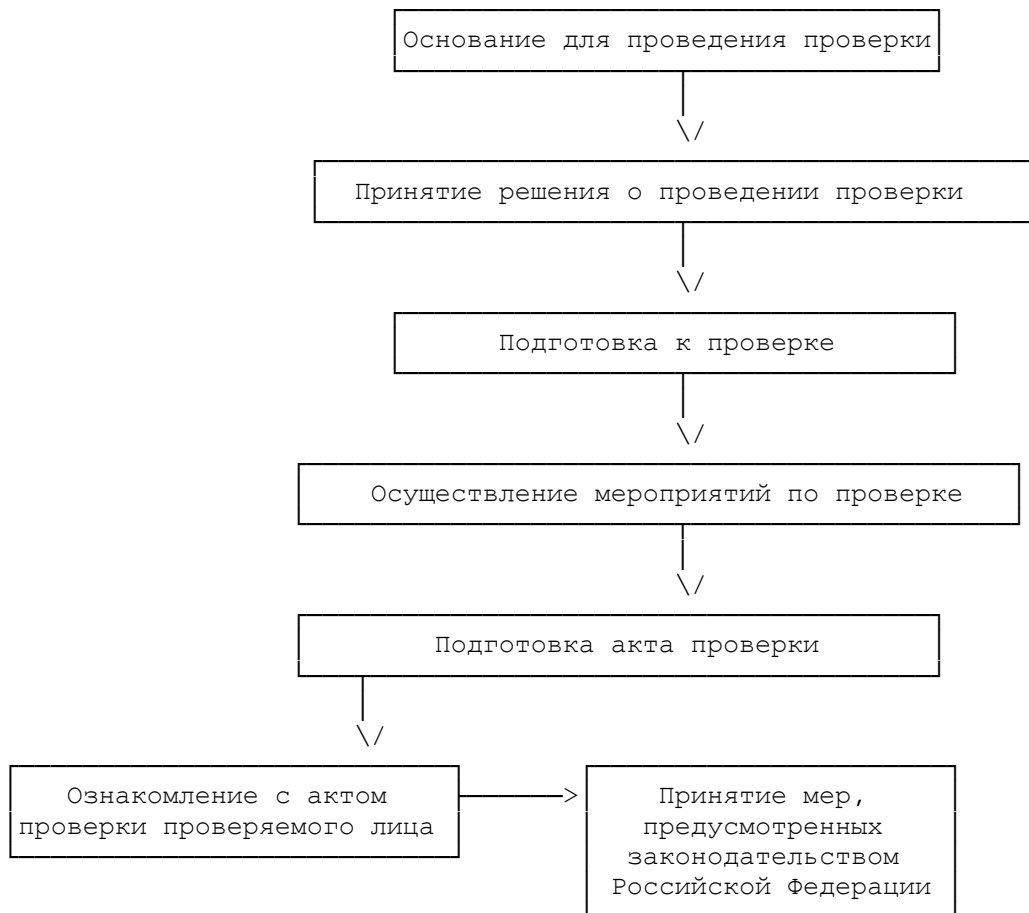 Основание для проведения проверки
Принятие решения о проведении проверки
Подготовка к проверке
Осуществление мероприятий по проверке
Подготовка акта проверки
Ознакомление с актом
проверки проверяемого лица
Принятие мер,
предусмотренных
законодательством
Российской Федерации